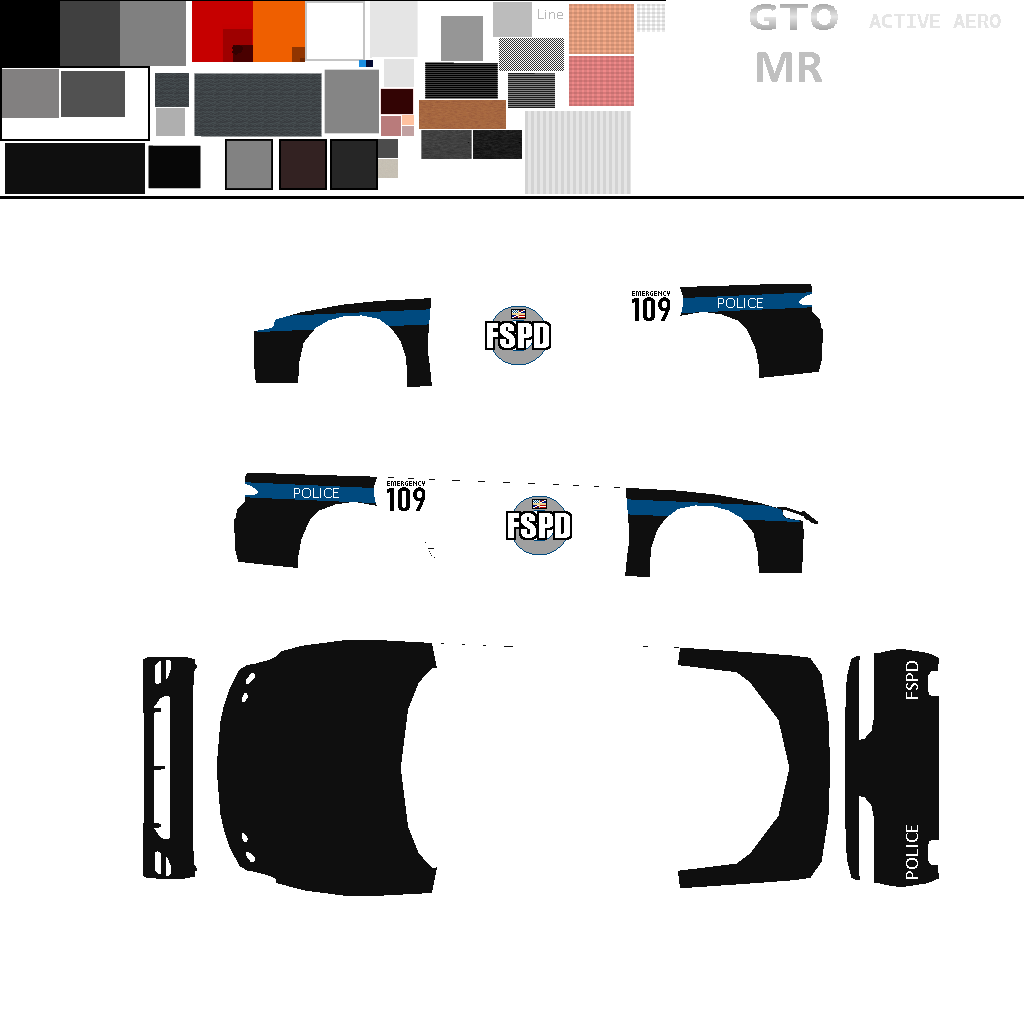 Line
GTO
ACTIVE AERO
MR
EMERGENCY
109
POLICE
FSPD
POLICE
EMERGENCY
109
FSPD
FSPD
POLICE